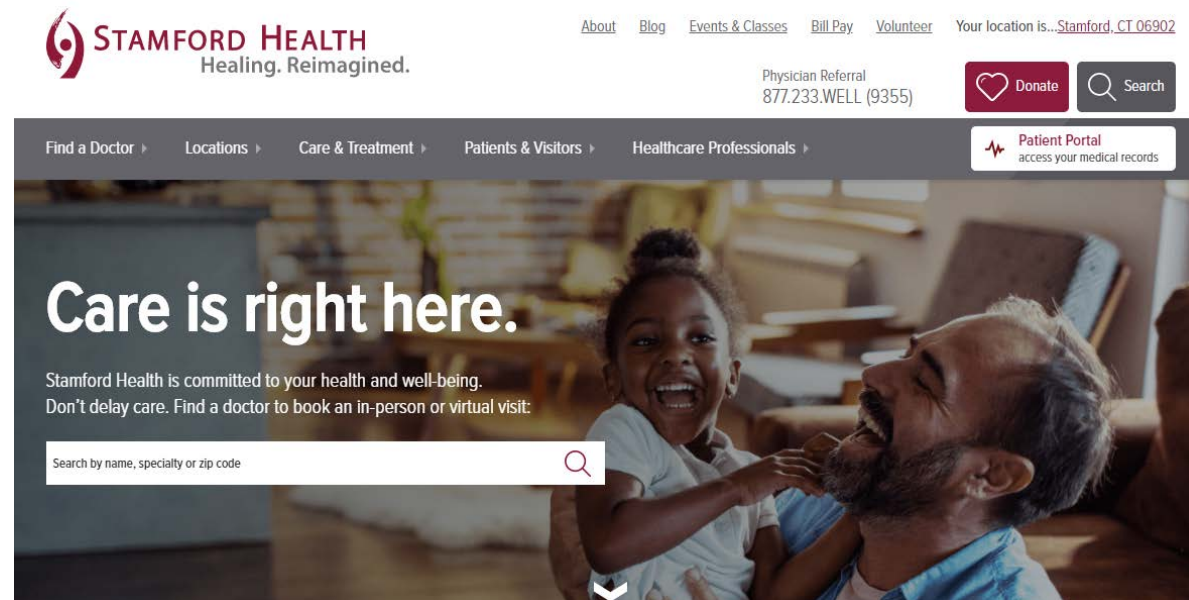 STAMFORD HEALTH
Healing. Reimagined.
About Blog Events & Classes Bill Pay Volunteer Your location is...Stamford, CT 06902
Physician Referral
877.233.WELL (9355)
Donate
Search
Find a Doctor Locations Care & Treatment Patients & Visitors Healthcare Professionals
Patient Portal
access your medical records
Care is right here.
Stamford Health is committed to your health and well-being.
Don't delay care. Find a doctor to book an in-person or virtual visit:
Search by name, specialty or zip code